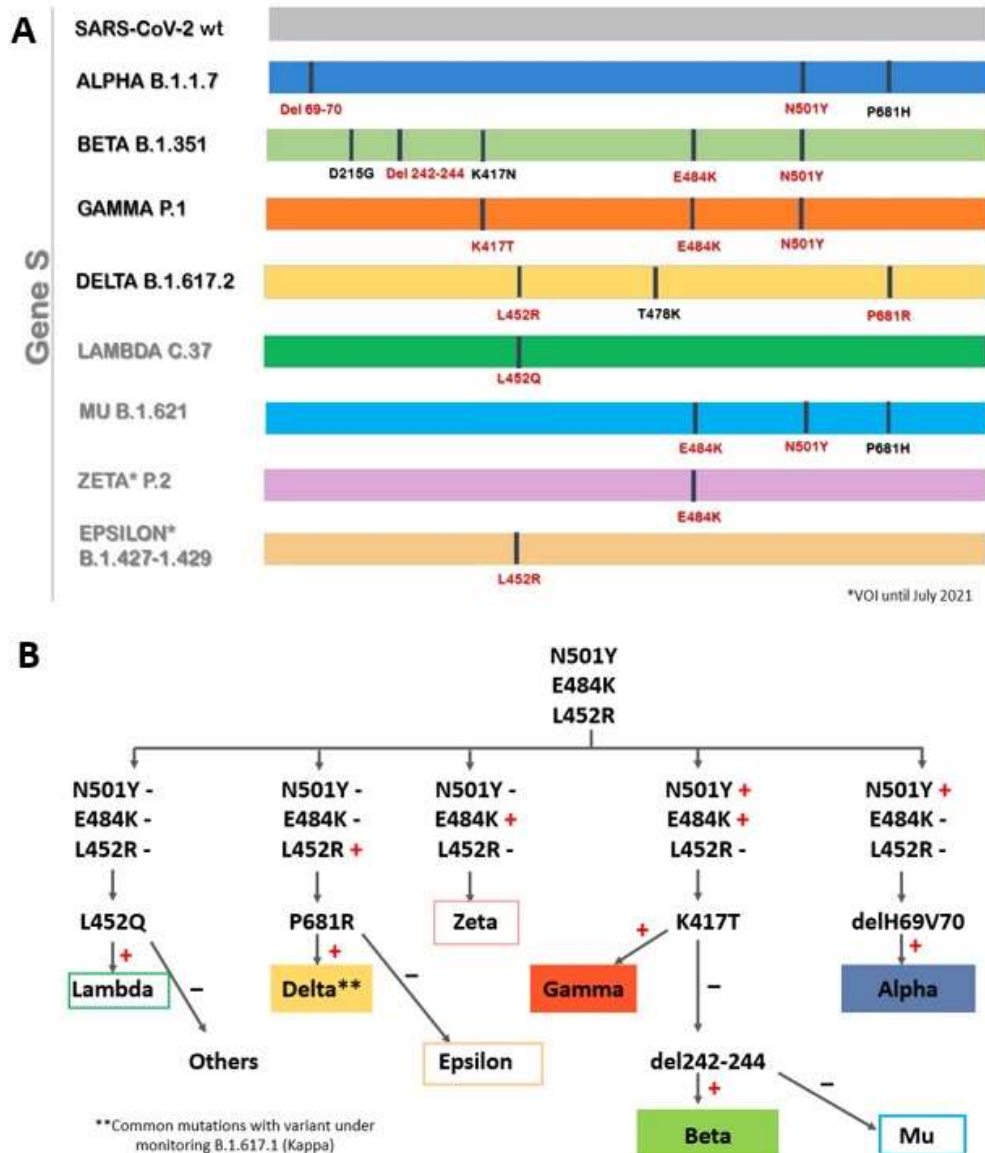 A
Gene S
SARS-CoV-2 wt
ALPHA B.1.1.7
Del 69-70 N501Y P681H
BETA B.1.351
D215G Del 242-244 K417N E484K N501Y
GAMMA P.1
K417T E484K N501Y
DELTA B.1.617.2
L452R T478K P681R
LAMBDA C.37
L452Q
MU B.1.621
E484K N501Y P681H
ZETA* P.2
E484K
EPSILON*
B.1.427-1.429
L452R
*VOI until July 2021
B
N501Y
E484K
L452R
N501Y - N501Y - N501Y - N501Y + N501Y +
E484K - E484K - E484K + E484K + E484K -
L452R - L452R + L452R - L452R - L452R -
L452Q P681R Zeta K417T delH69V70
+ + + +
Lambda – Delta** – Gamma – Alpha
Others Epsilon del242-244
+ –
**Common mutations with variant under
monitoring B.1.617.1 (Kappa)
Beta Mu